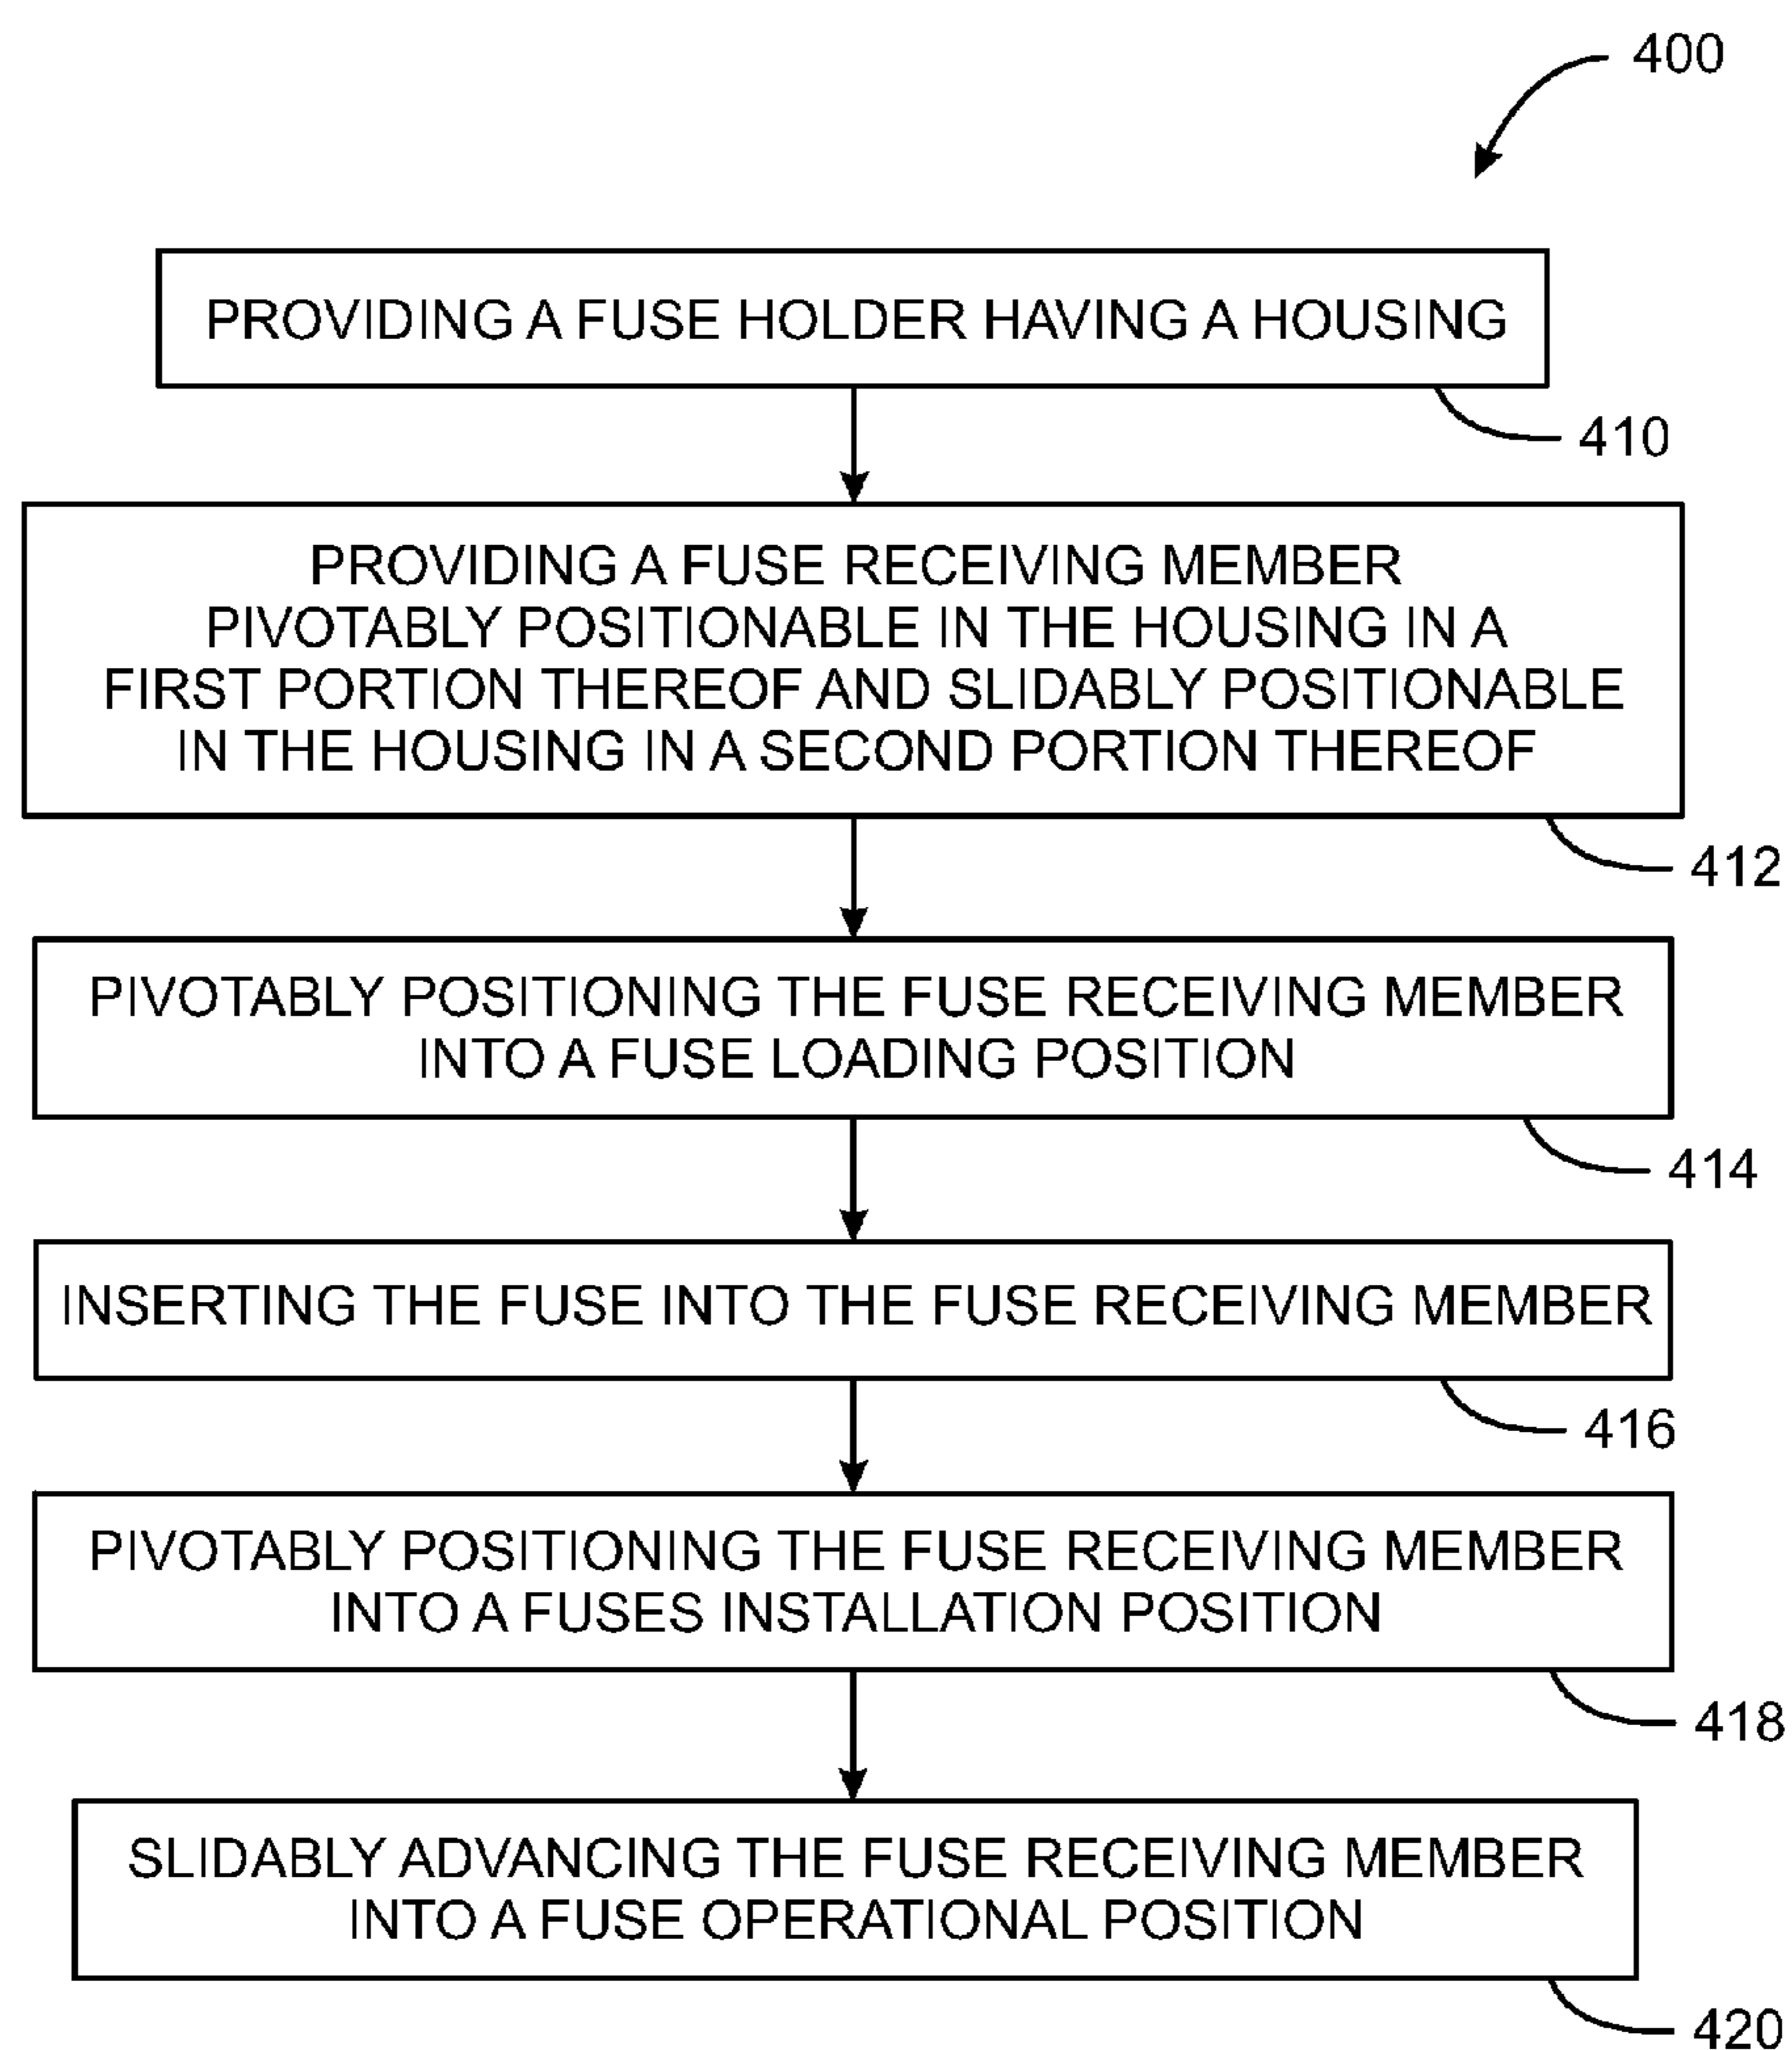 400
PROVIDING A FUSE HOLDER HAVING A HOUSING
410
PROVIDING A FUSE RECEIVING MEMBER
PIVOTABLY POSITIONABLE IN THE HOUSING IN A
FIRST PORTION THEREOF AND SLIDABLY POSITIONABLE
IN THE HOUSING IN A SECOND PORTION THEREOF
412
PIVOTABLY POSITIONING THE FUSE RECEIVING MEMBER
INTO A FUSE LOADING POSITION
414
INSERTING THE FUSE INTO THE FUSE RECEIVING MEMBER
416
PIVOTABLY POSITIONING THE FUSE RECEIVING MEMBER
INTO A FUSES INSTALLATION POSITION
418
SLIDABLY ADVANCING THE FUSE RECEIVING MEMBER
INTO A FUSE OPERATIONAL POSITION
420